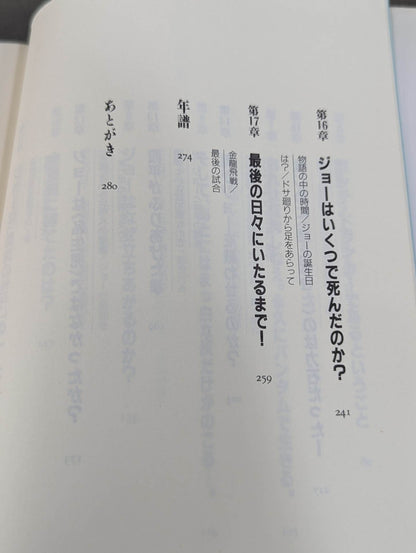 第16章 ジョーはいくつで死んだのか? 241
物語の中の時間/ジョーの誕生日
は?/ドサ廻りから足をあらって
第17章 最後の日々にいたるまで! 259
金龍飛戦/
最後の試合
年譜 274
あとがき 280